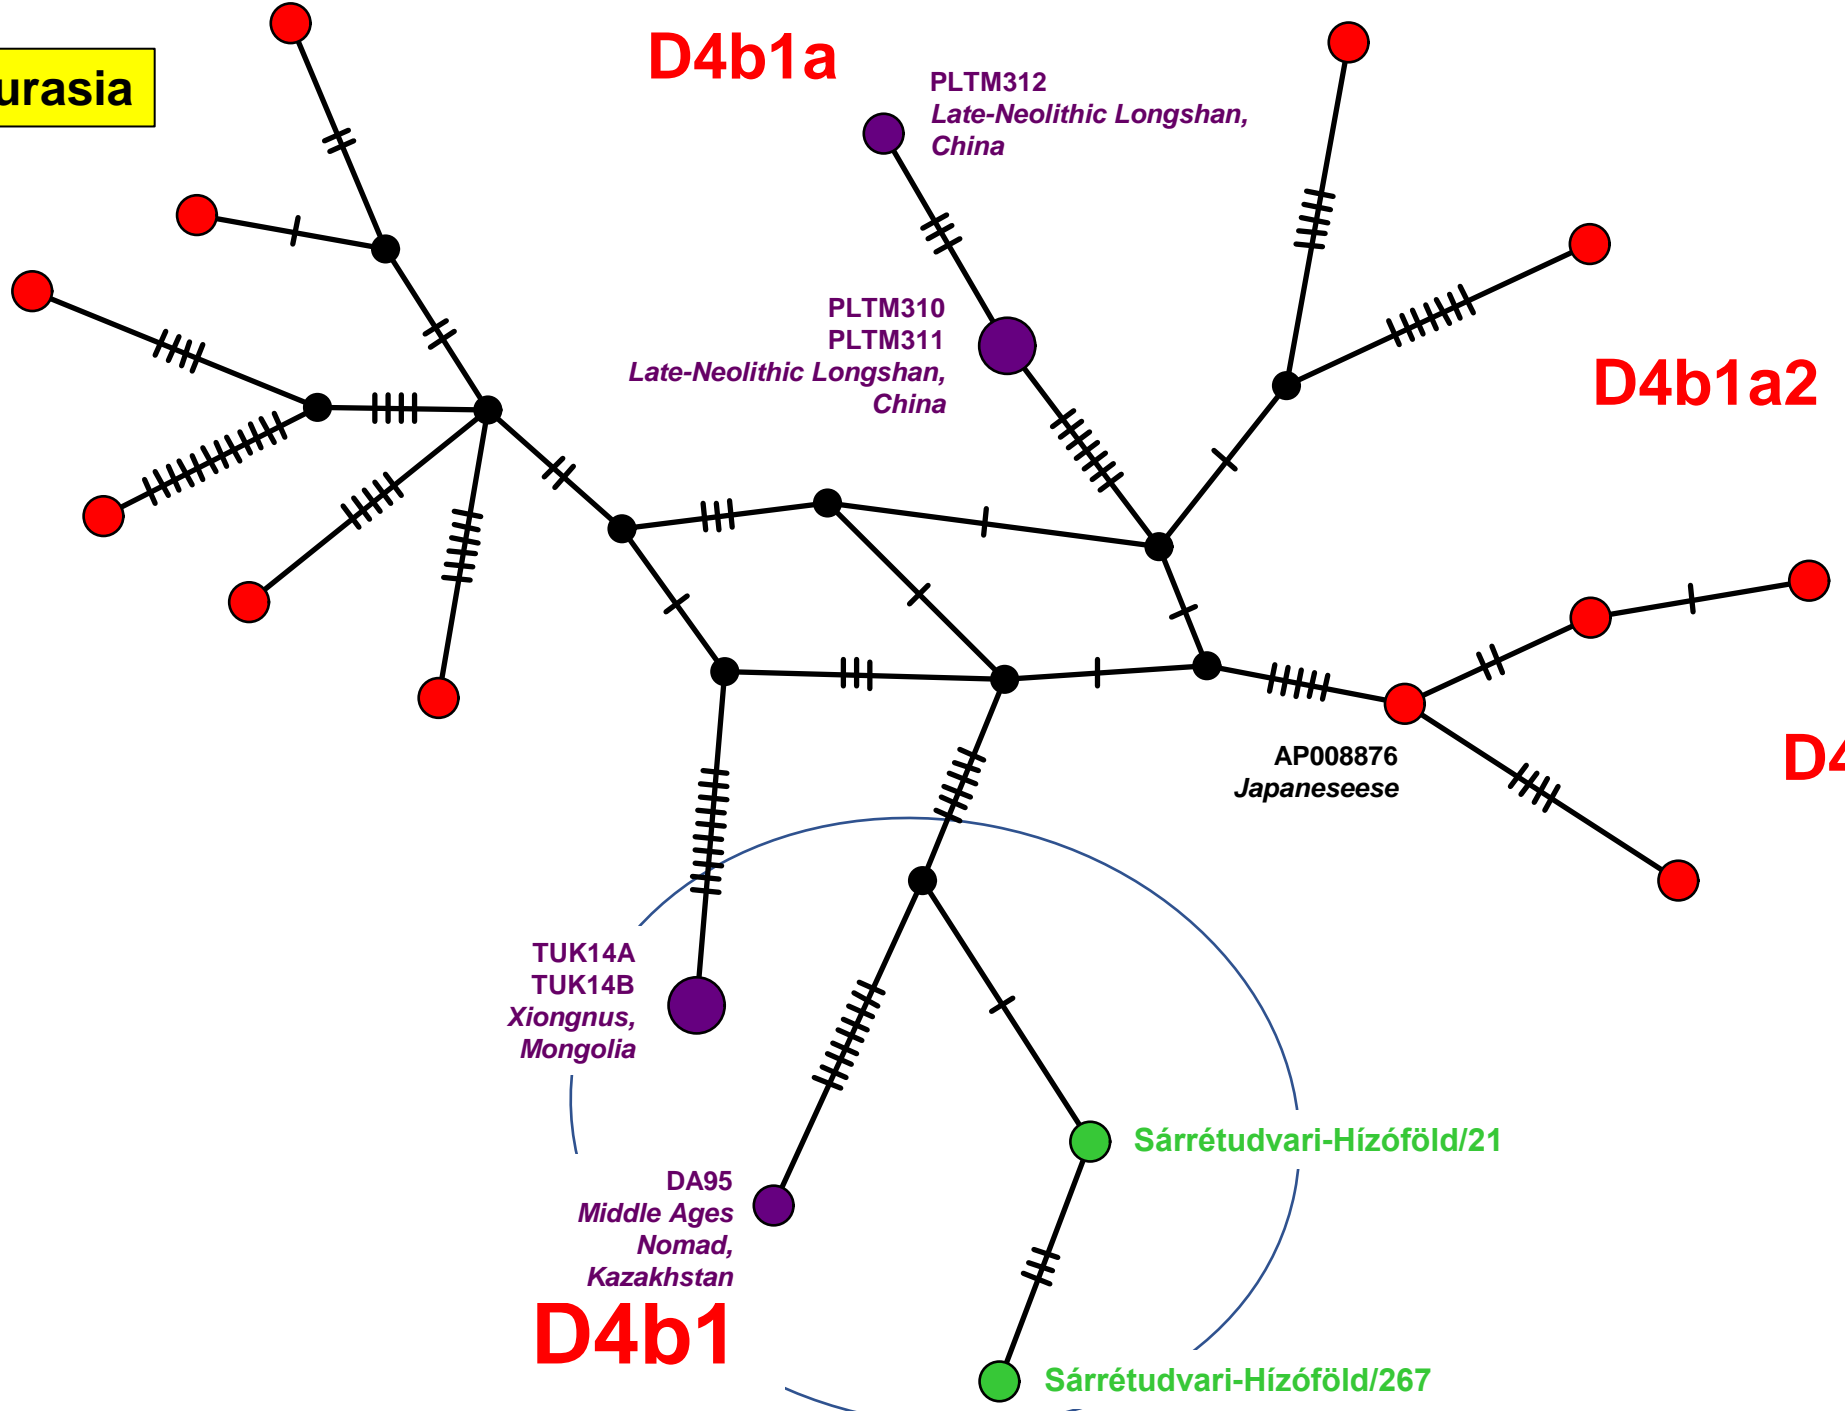 urasia
D4b1a
PLTM312
Late-Neolithic Longshan,
China
PLTM310
PLTM311
Late-Neolithic Longshan,
China
D4b1a2
AP008876
Japaneseese
D4
TUK14A
TUK14B
Xiongnus,
Mongolia
Sárrétudvari-Hízóföld/21
DA95
Middle Ages
Nomad,
Kazakhstan
D4b1
Sárrétudvari-Hízóföld/267